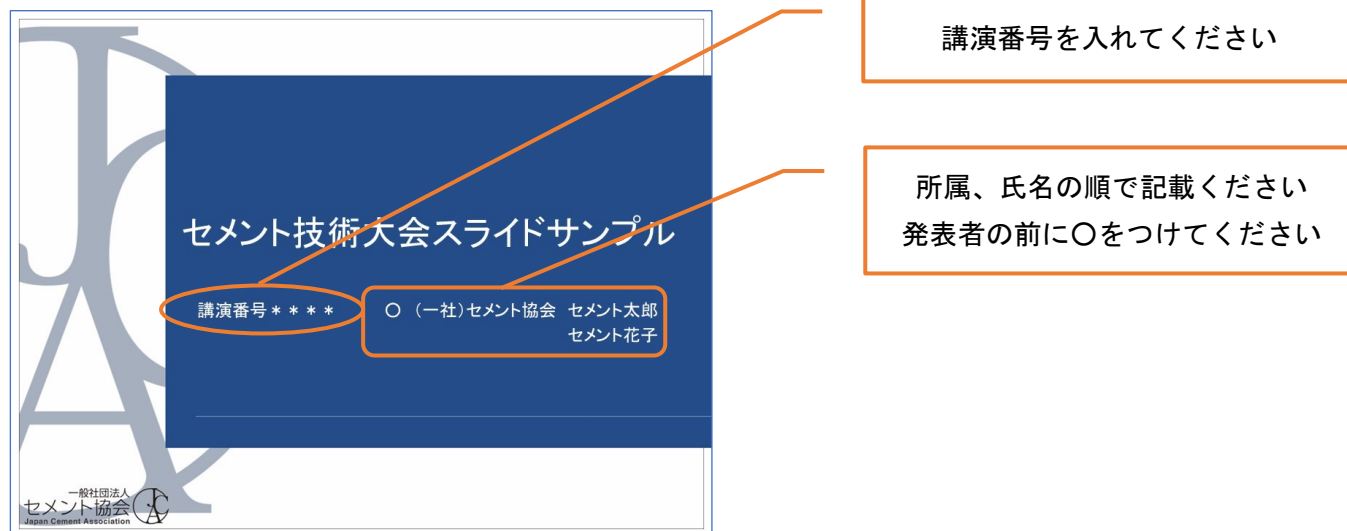 講演番号を入れてください
所属、氏名の順で記載ください
発表者の前に〇をつけてください
セメント技術大会スライドサンプル
講演番号＊＊＊＊
〇 （一社）セメント協会 セメント太郎
セメント花子
一般社団法人
セメント協会
Japan Cement Association
JCA